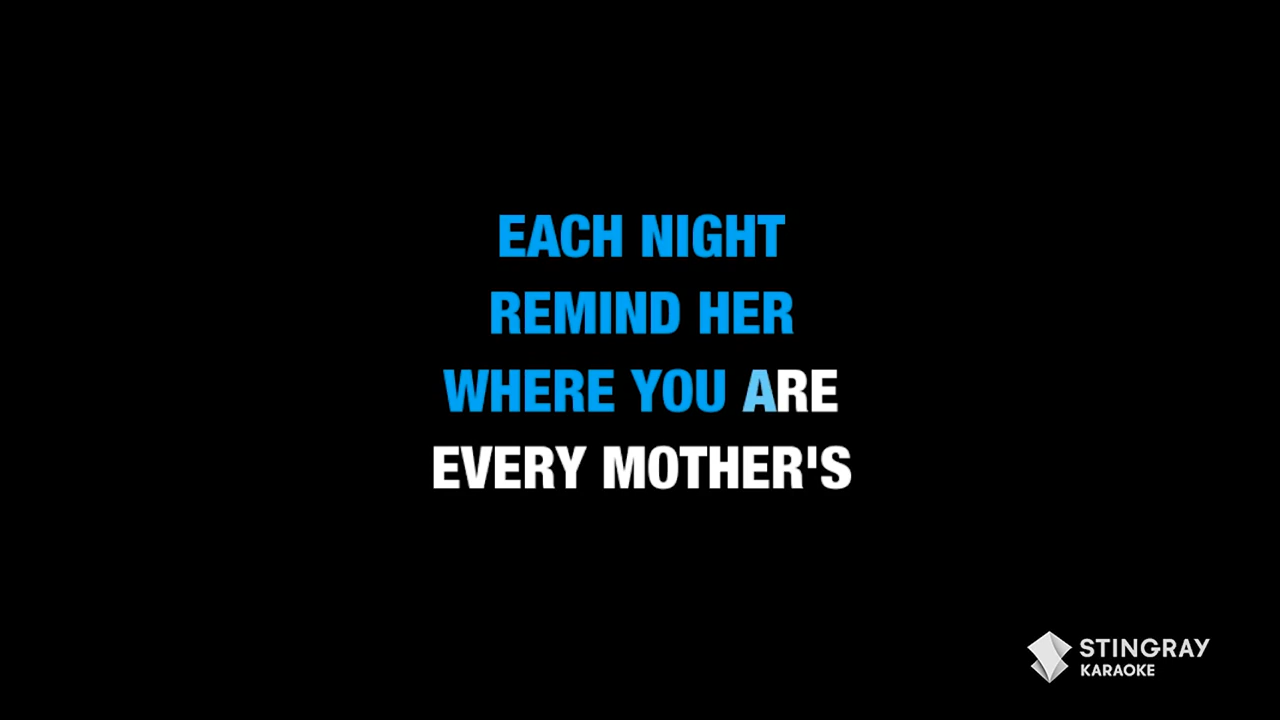 EACH NIGHT
REMIND HER
WHERE YOU ARE
EVERY MOTHER'S
STINGRAY
KARAOKE